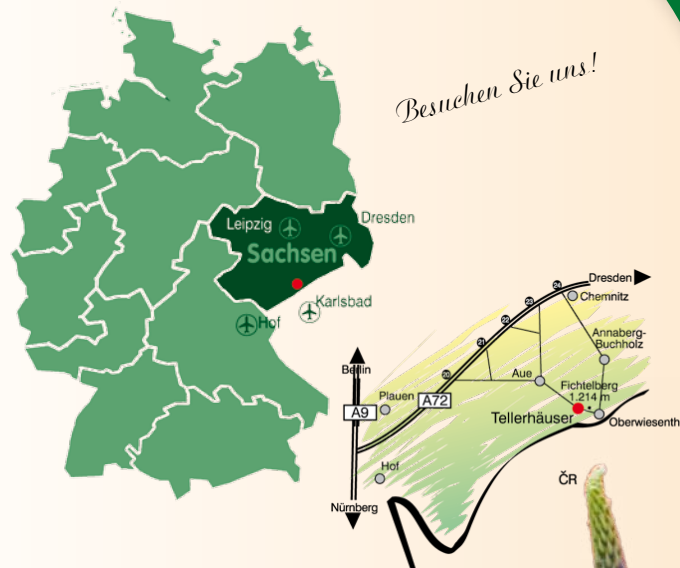 Besuchen Sie uns!
Leipzig
Dresden
Sachsen
Karlsbad
Hof
Dresden
24
Chemnitz
23
22
Annaberg-
Buchholz
21
Berlin
20
Aue
Fichtelberg
1.214 m
Plauen
A72
A9
Tellerhäuser
Oberwiesenth
Hof
ČR
Nürnberg